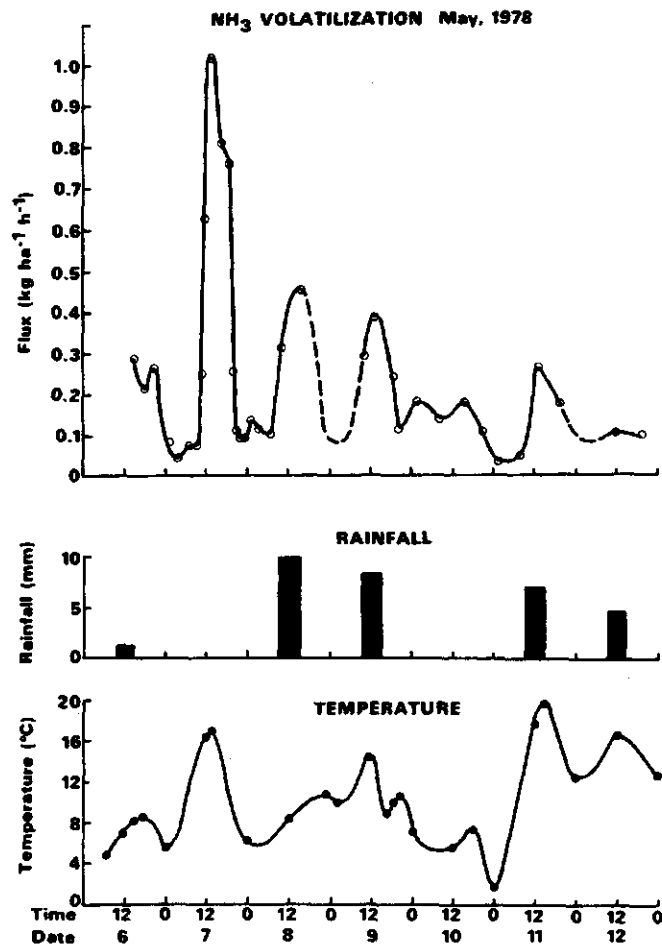 NH3 VOLATILIZATION May, 1978
Flux (kg ha-1 h-1)
1.0
0.9
0.8
0.7
0.6
0.5
0.4
0.3
0.2
0.1
0
RAINFALL
Rainfall (mm)
10
5
0
TEMPERATURE
Temperature (°C)
20
16
12
8
4
0
Time 12 0 12 0 12 0 12 0 12 0 12 0 12 0
Date 6 7 8 9 10 11 12